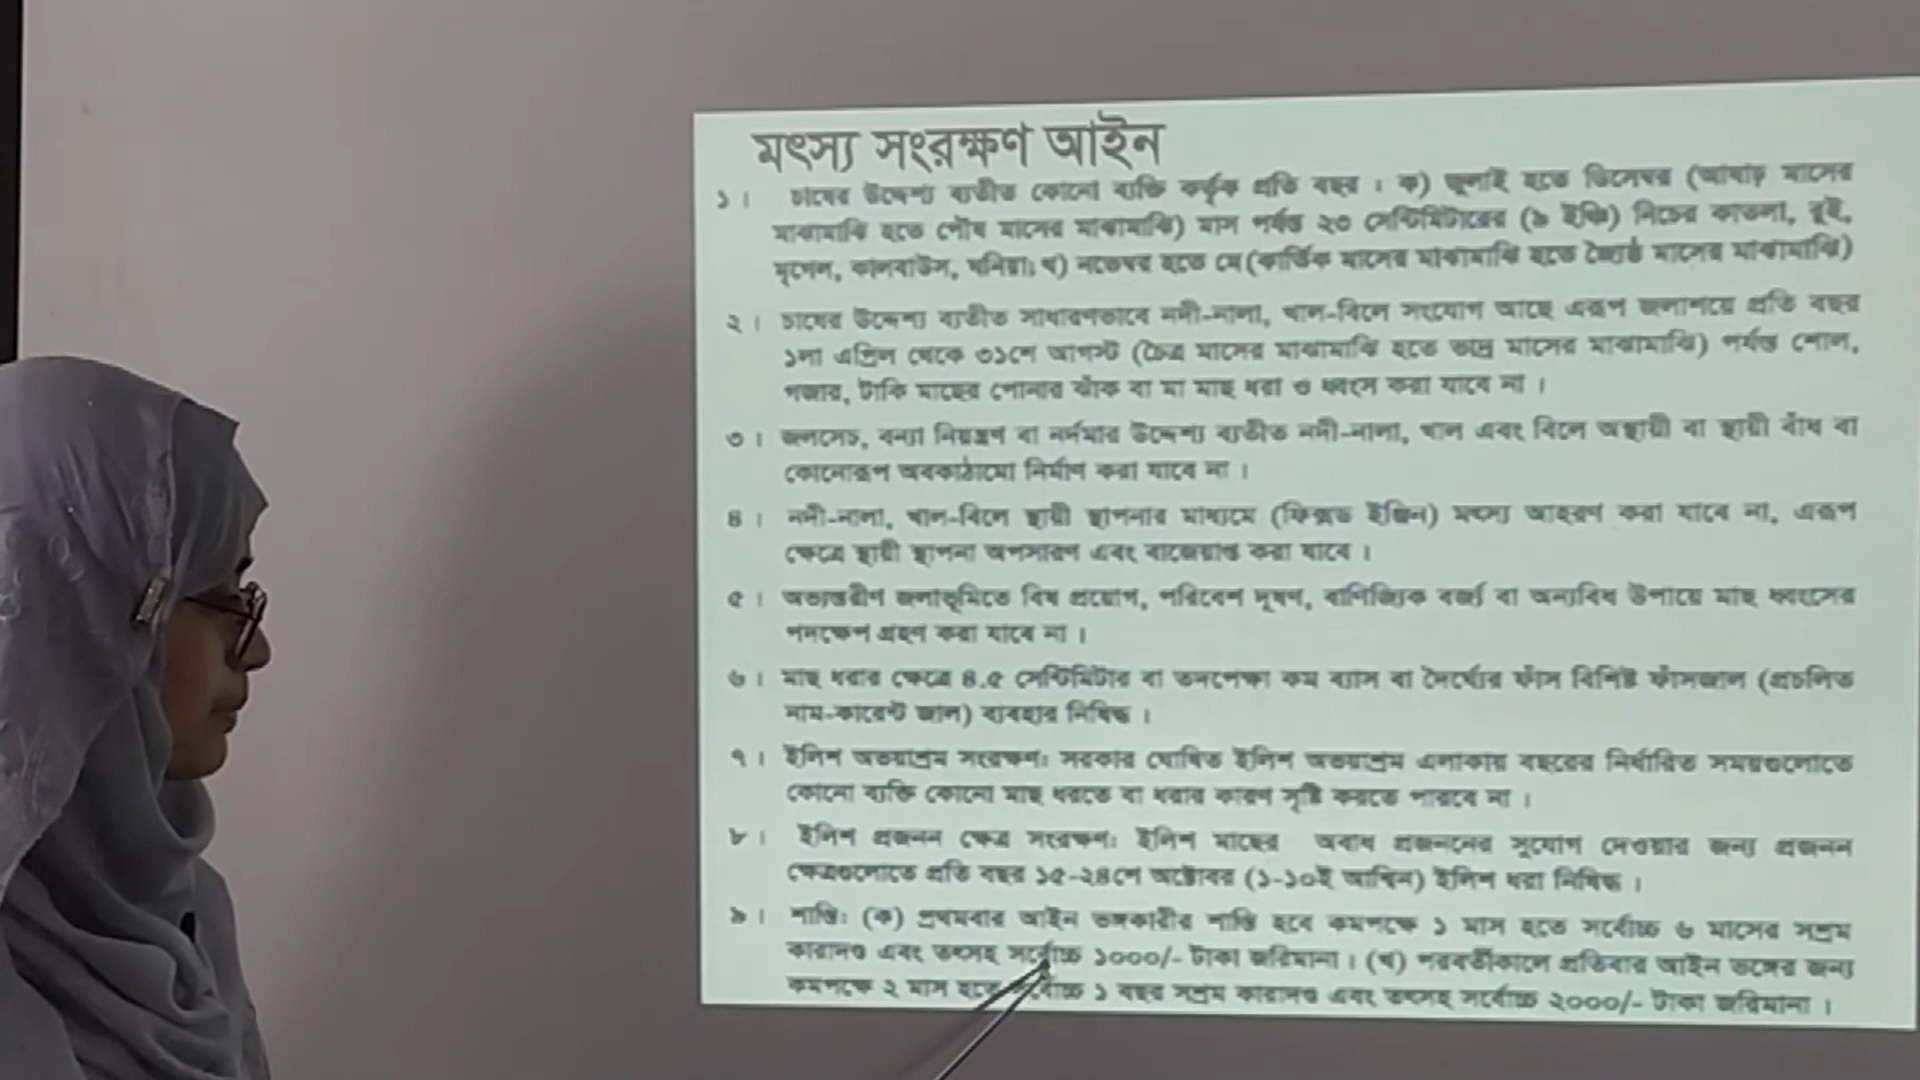 মৎস্য সংরক্ষণ আইন
১। চাষের উদ্দেশ্য ব্যতীত কোনো ব্যক্তি কর্তৃক প্রতি বছর : ক) জুলাই হতে ডিসেম্বর (আষাঢ় মাসের
মাঝামাঝি হতে পৌষ মাসের মাঝামাঝি) মাস পর্যন্ত ২৩ সেন্টিমিটারের (৯ ইঞ্চি) নিচের কাতলা, রুই,
মৃগেল, কালবাউস, ঘনিয়া; খ) নভেম্বর হতে মে (কার্তিক মাসের মাঝামাঝি হতে জ্যৈষ্ঠ মাসের মাঝামাঝি)
২। চাষের উদ্দেশ্য ব্যতীত সাধারণভাবে নদী-নালা, খাল-বিলে সংযোগ আছে এরূপ জলাশয়ে প্রতি বছর
১লা এপ্রিল থেকে ৩১শে আগস্ট (চৈত্র মাসের মাঝামাঝি হতে ভাদ্র মাসের মাঝামাঝি) পর্যন্ত শোল,
গজার, টাকি মাছের পোনার ঝাঁক বা মা মাছ ধরা ও ধ্বংস করা যাবে না।
৩। জলসেচ, বন্যা নিয়ন্ত্রণ বা নর্দমার উদ্দেশ্য ব্যতীত নদী-নালা, খাল এবং বিলে অস্থায়ী বা স্থায়ী বাঁধ বা
কোনোরূপ অবকাঠামো নির্মাণ করা যাবে না।
৪। নদী-নালা, খাল-বিলে স্থায়ী স্থাপনার মাধ্যমে (ফিক্সড ইঞ্জিন) মৎস্য আহরণ করা যাবে না, এরূপ
ক্ষেত্রে স্থায়ী স্থাপনা অপসারণ এবং বাজেয়াপ্ত করা যাবে।
৫। অভ্যন্তরীণ জলাভূমিতে বিষ প্রয়োগ, পরিবেশ দূষণ, বাণিজ্যিক বর্জ্য বা অন্যবিধ উপায়ে মাছ ধ্বংসের
পদক্ষেপ গ্রহণ করা যাবে না।
৬। মাছ ধরার ক্ষেত্রে ৪.৫ সেন্টিমিটার বা তদপেক্ষা কম ব্যাস বা দৈর্ঘ্যের ফাঁস বিশিষ্ট ফাঁসজাল (প্রচলিত
নাম-কারেন্ট জাল) ব্যবহার নিষিদ্ধ।
৭। ইলিশ অভয়াশ্রম সংরক্ষণ: সরকার ঘোষিত ইলিশ অভয়াশ্রম এলাকায় বছরের নির্ধারিত সময়গুলোতে
কোনো ব্যক্তি কোনো মাছ ধরতে বা ধরার কারণ সৃষ্টি করতে পারবে না।
৮। ইলিশ প্রজনন ক্ষেত্র সংরক্ষণ: ইলিশ মাছের অবাধ প্রজননের সুযোগ দেওয়ার জন্য প্রজনন
ক্ষেত্রগুলোতে প্রতি বছর ১৫-২৪শে অক্টোবর (১-১০ই আশ্বিন) ইলিশ ধরা নিষিদ্ধ।
৯। শাস্তি: (ক) প্রথমবার আইন ভঙ্গকারীর শাস্তি হবে কমপক্ষে ১ মাস হতে সর্বোচ্চ ৬ মাসের সশ্রম
কারাদণ্ড এবং তৎসহ সর্বোচ্চ ১০০০/- টাকা জরিমানা। (খ) পরবর্তীকালে প্রতিবার আইন ভঙ্গের জন্য
কমপক্ষে ২ মাস হতে সর্বোচ্চ ১ বছর সশ্রম কারাদণ্ড এবং তৎসহ সর্বোচ্চ ২০০০/- টাকা জরিমানা।